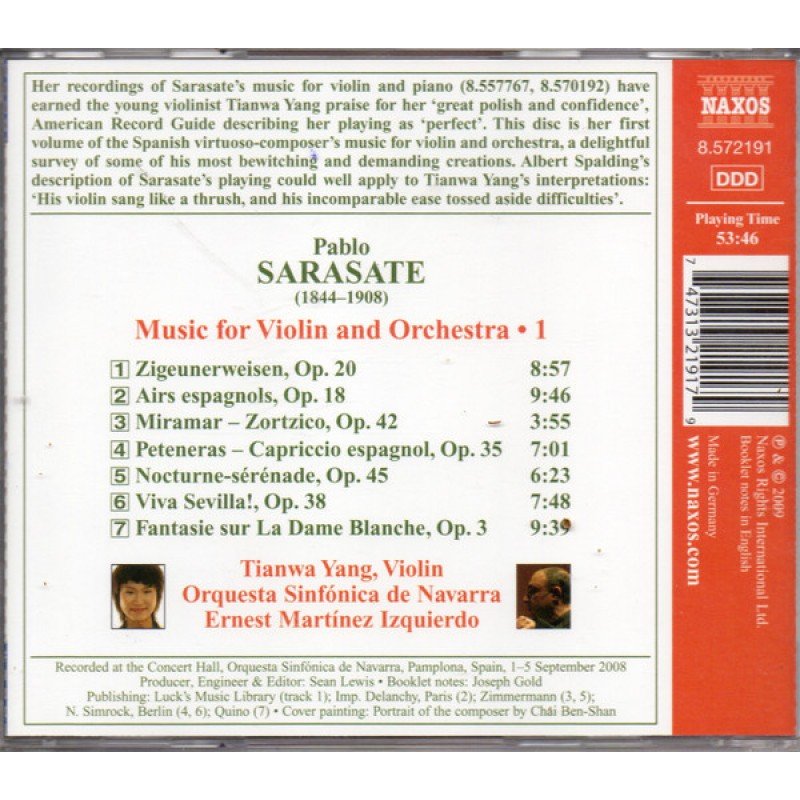 Her recordings of Sarasate's music for violin and piano (8.557767, 8.570192) have
earned the young violinist Tianwa Yang praise for her ‘great polish and confidence’,
American Record Guide describing her playing as ‘perfect’. This disc is her first
volume of the Spanish virtuoso-composer's music for violin and orchestra, a delightful
survey of some of his most bewitching and demanding creations. Albert Spalding's
description of Sarasate's playing could well apply to Tianwa Yang's interpretations:
‘His violin sang like a thrush, and his incomparable ease tossed aside difficulties’.
Pablo
SARASATE
(1844–1908)
Music for Violin and Orchestra • 1
1 Zigeunerweisen, Op. 20 8:57
2 Airs espagnols, Op. 18 9:46
3 Miramar – Zortzico, Op. 42 3:55
4 Peteneras – Capriccio espagnol, Op. 35 7:01
5 Nocturne-sérénade, Op. 45 6:23
6 Viva Sevilla!, Op. 38 7:48
7 Fantasie sur La Dame Blanche, Op. 3 9:39
Tianwa Yang, Violin
Orquesta Sinfónica de Navarra
Ernest Martínez Izquierdo
Recorded at the Concert Hall, Orquesta Sinfónica de Navarra, Pamplona, Spain, 1–5 September 2008
Producer, Engineer & Editor: Sean Lewis • Booklet notes: Joseph Gold
Publishing: Luck's Music Library (track 1); Imp. Delanchy, Paris (2); Zimmermann (3, 5);
N. Simrock, Berlin (4, 6); Quino (7) • Cover painting: Portrait of the composer by Chái Ben-Shan
NAXOS
8.572191
DDD
Playing Time
53:46
7 47313 21917 9
℗ & © 2009
Naxos Rights International Ltd.
Booklet notes in English
Made in Germany
www.naxos.com